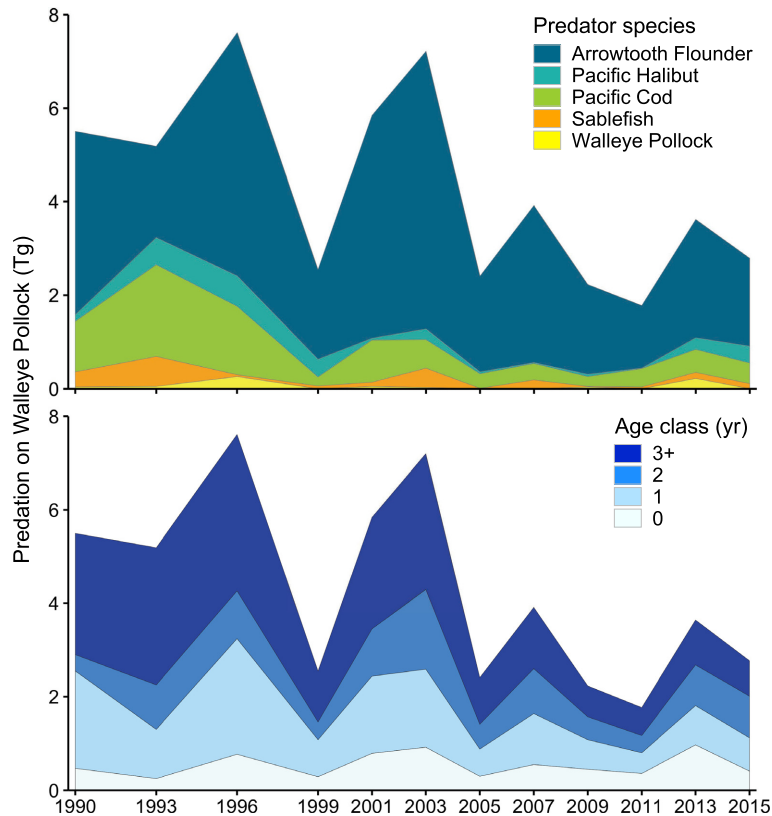 8
6
4
2
0
Predator species
Arrowtooth Flounder
Pacific Halibut
Pacific Cod
Sablefish
Walleye Pollock
Predation on Walleye Pollock (Tg)
8
6
4
2
0
Age class (yr)
3+
2
1
0
1990 1993 1996 1999 2001 2003 2005 2007 2009 2011 2013 2015